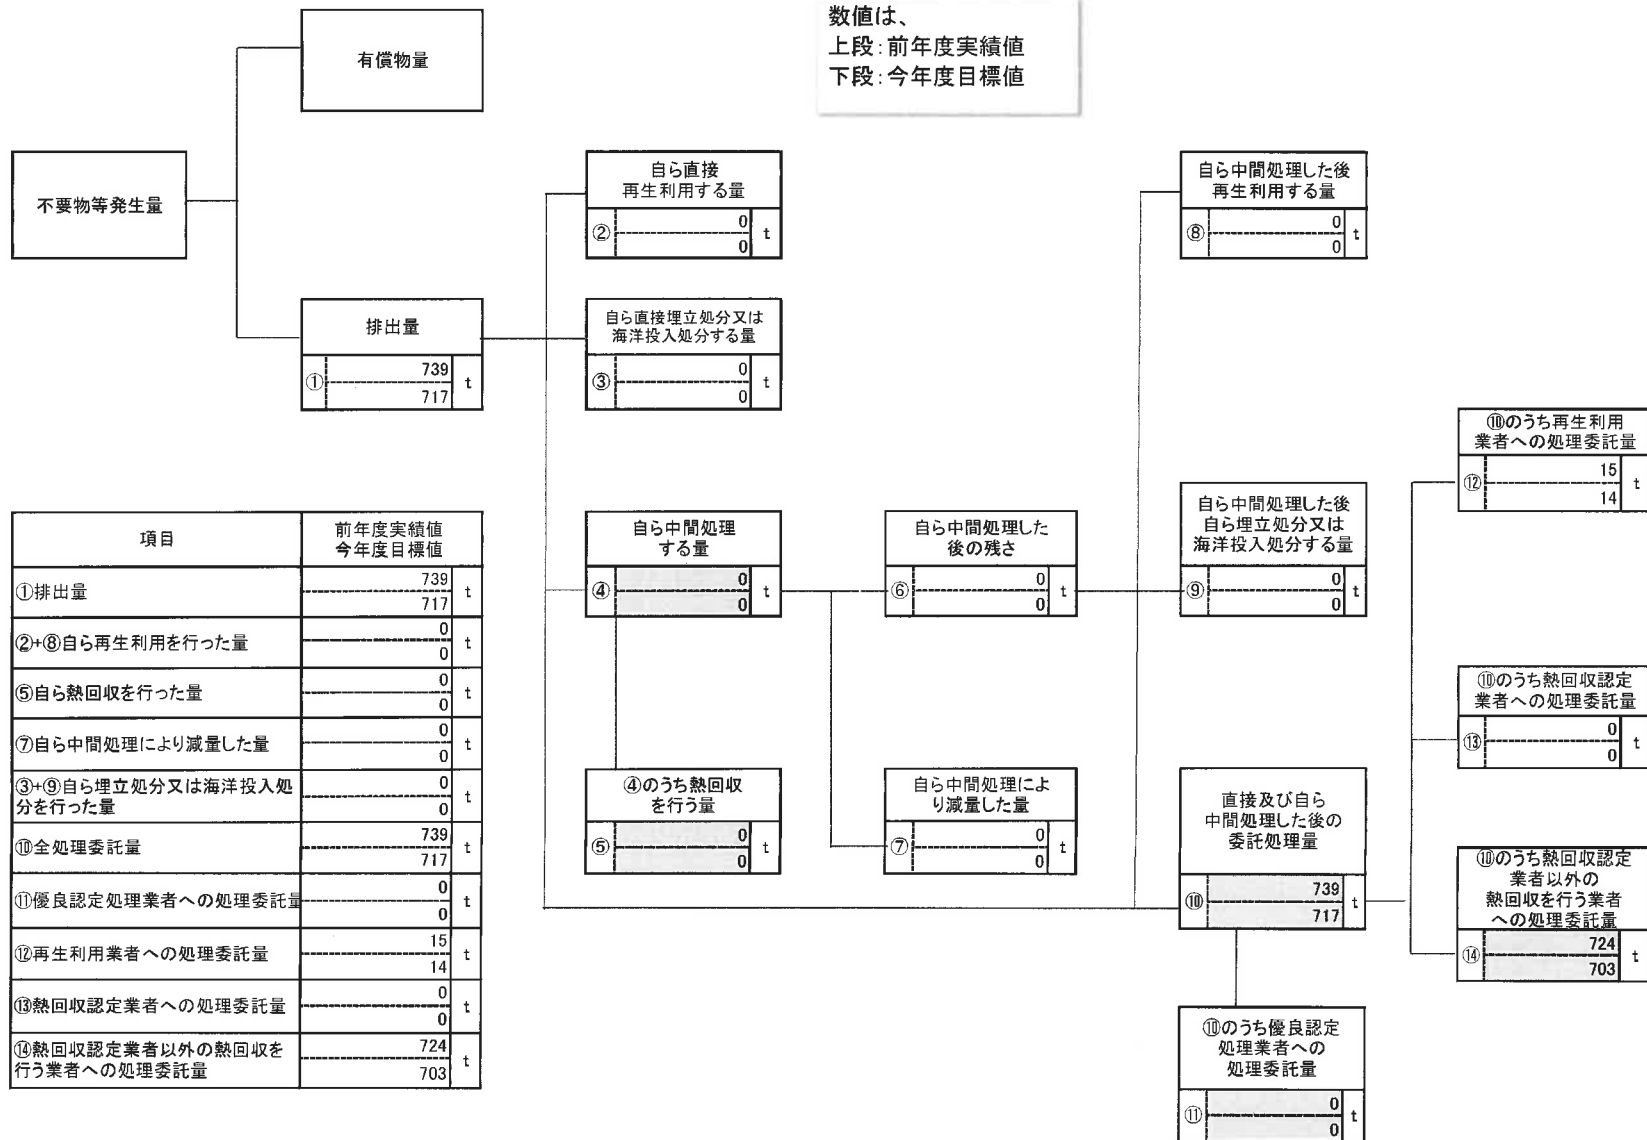 数値は、
上段:前年度実績値
下段:今年度目標値
有償物量
不要物等発生量
排出量
①
739
717
t
自ら直接
再生利用する量
②
0
0
t
自ら直接埋立処分又は
海洋投入処分する量
③
0
0
t
自ら中間処理
する量
④
0
0
t
④のうち熱回収
を行う量
⑤
0
0
t
自ら中間処理した
後の残さ
⑥
0
0
t
自ら中間処理によ
り減量した量
⑦
0
0
t
自ら中間処理した後
再生利用する量
⑧
0
0
t
自ら中間処理した後
自ら埋立処分又は
海洋投入処分する量
⑨
0
0
t
直接及び自ら
中間処理した後の
委託処理量
⑩
739
717
t
⑩のうち優良認定
処理業者への
処理委託量
⑪
0
0
t
⑩のうち再生利用
業者への処理委託量
⑫
15
14
t
⑩のうち熱回収認定
業者への処理委託量
⑬
0
0
t
⑩のうち熱回収認定
業者以外の
熱回収を行う業者
への処理委託量
⑭
724
703
t
項目
前年度実績値
今年度目標値
①排出量
739
717
t
②+⑧自ら再生利用を行った量
0
0
t
⑤自ら熱回収を行った量
0
0
t
⑦自ら中間処理により減量した量
0
0
t
③+⑨自ら埋立処分又は海洋投入処
分を行った量
0
0
t
⑩全処理委託量
739
717
t
⑪優良認定処理業者への処理委託量
0
0
t
⑫再生利用業者への処理委託量
15
14
t
⑬熱回収認定業者への処理委託量
0
0
t
⑭熱回収認定業者以外の熱回収を
行う業者への処理委託量
724
703
t